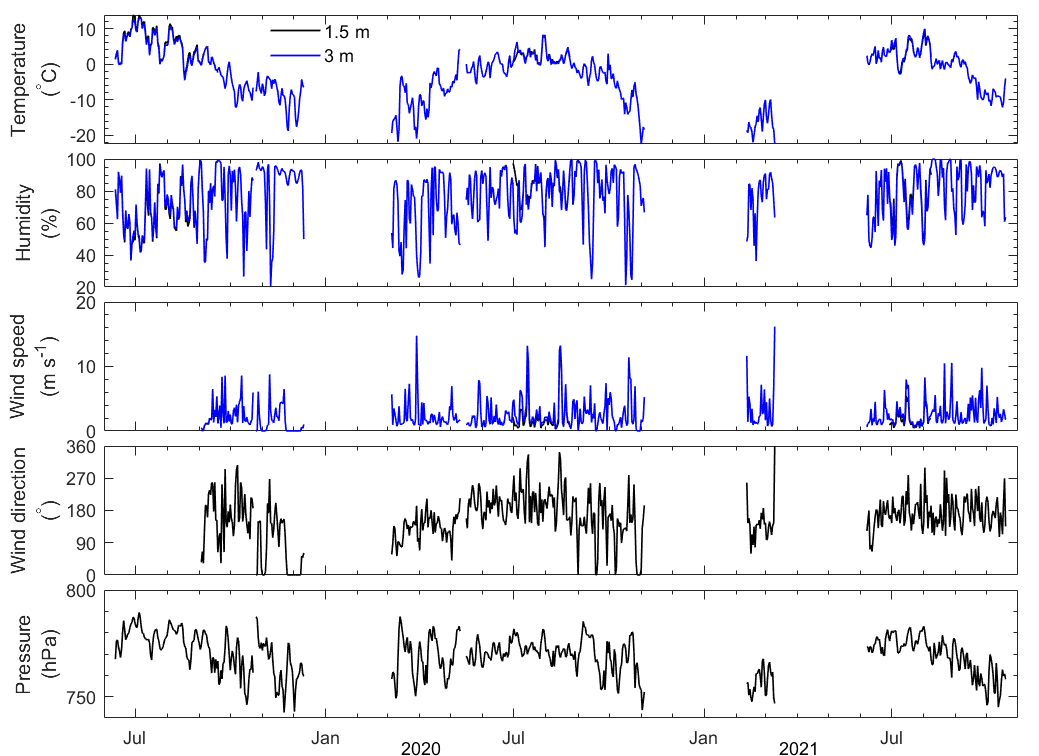 1.5 m
3 m
Temperature
(°C)
10
0
-10
-20
Humidity
(%)
100
80
60
40
20
Wind speed
(m s-1)
20
10
0
Wind direction
(°)
360
270
180
90
0
Pressure
(hPa)
800
750
Jul Jan Jul Jan Jul
2020 2021